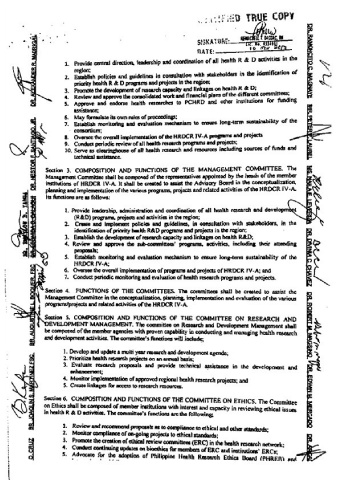 CERTIFIED TRUE COPY
SIGNATURE:
DATE:
1. Provide central direction, leadership and coordination of all health R & D activities in the
region;
2. Establish policies and guidelines in consultation with stakeholders in the identification of
priority health R & D programs and projects in the region;
3. Promote the development of research capacity and linkages on health R & D;
4. Review and approve the consolidated work and financial plans of the different committees;
5. Approve and endorse health researches to PCHRD and other institutions for funding
assistance;
6. May formulate its own rules of proceedings;
7. Establish monitoring and evaluation mechanism to ensure long-term sustainability of the
consortium;
8. Oversee the overall implementation of the HRDCR IV-A programs and projects
9. Conduct periodic review of all health research programs and projects;
10. Serve as clearinghouse of all health research and resources including sources of funds and
technical assistance.
Section 3. COMPOSITION AND FUNCTIONS OF THE MANAGEMENT COMMITTEE. The
Management Committee shall be composed of the representative appointed by the head of the member
institutions of HRDCR IV-A. It shall be created to assist the Advisory Board in the conceptualization,
planning and implementation of the various programs, projects and related activities of the HRDCR IV-A.
Its functions are as follows:
1. Provide leadership, administration and coordination of all health research and development
(R&D) programs, projects and activities in the region;
2. Create and implement policies and guidelines, in consultation with stakeholders, in the
identification of priority health R&D programs and projects in the region;
3. Establish the development of research capacity and linkages on health R&D;
4. Review and approve the sub-committees' programs, activities, including their attending
proposals;
5. Establish monitoring and evaluation mechanism to ensure long-term sustainability of the
HRDCR IV-A;
6. Oversee the overall implementation of programs and projects of HRDCR IV-A; and
7. Conduct periodic monitoring and evaluation of health research programs and projects.
Section 4. FUNCTIONS OF THE COMMITTEES. The committees shall be created to assist the
Management Committee in the conceptualization, planning, implementation and evaluation of the various
programs/projects and related activities of the HRDCR IV-A.
Section 5. COMPOSITION AND FUNCTIONS OF THE COMMITTEE ON RESEARCH AND
DEVELOPMENT MANAGEMENT. The committee on Research and Development Management shall
be composed of member agencies with proven capability in conducting and managing health research
and development activities. The committee's functions will include;
1. Develop and update a multi year research and development agenda;
2. Prioritize health research projects on an annual basis;
3. Evaluate research proposals and provide technical assistance in the development and
enhancement;
4. Monitor implementation of approved regional health research projects; and
5. Create linkages for access to research resources.
Section 6. COMPOSITION AND FUNCTIONS OF THE COMMITTEE ON ETHICS. The Committee
on Ethics shall be composed of member institutions with interest and capacity in reviewing ethical issues
in health R & D activities. The committee's functions are the following.
1. Review and recommend proposals as to compliance to ethical and other standards;
2. Monitor compliance of on-going projects to ethical standards;
3. Promote the creation of ethical review committees (ERC) in the health research network;
4. Conduct continuing updates on bioethics for members of ERC and institutions' ERCs;
5. Advocate for the adoption of Philippine Health Research Ethics Board (PHREB) and